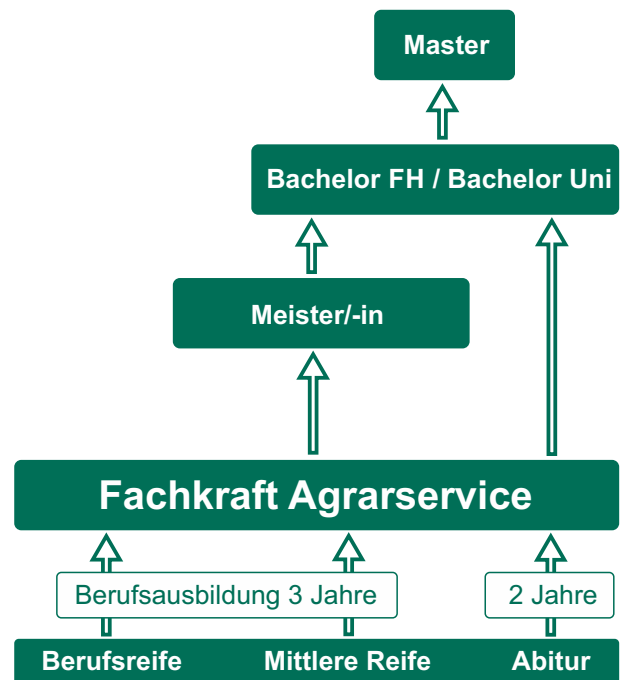 Master
Bachelor FH / Bachelor Uni
Meister/-in
Fachkraft Agrarservice
Berufsausbildung 3 Jahre
2 Jahre
Berufsreife
Mittlere Reife
Abitur